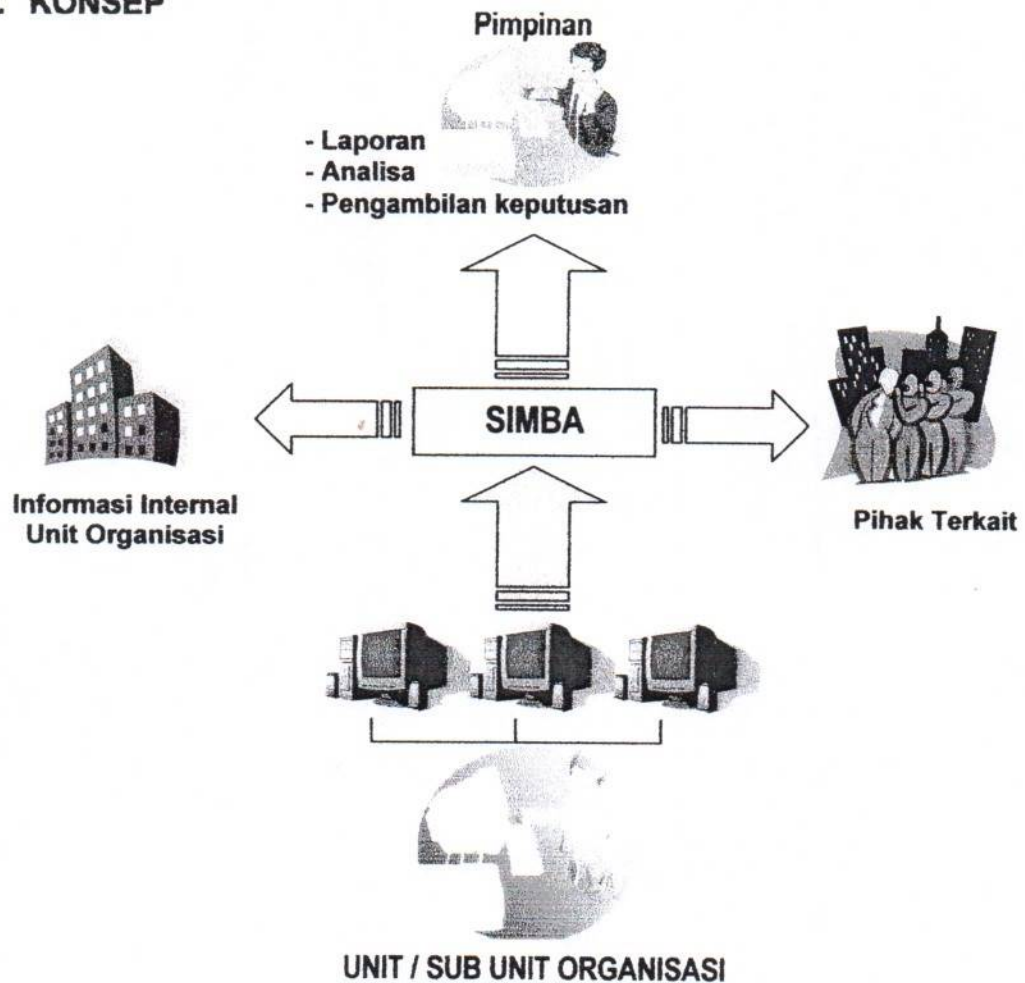 . KONSEP
Pimpinan
- Laporan
- Analisa
- Pengambilan keputusan
SIMBA
Informasi Internal
Unit Organisasi
Pihak Terkait
UNIT / SUB UNIT ORGANISASI